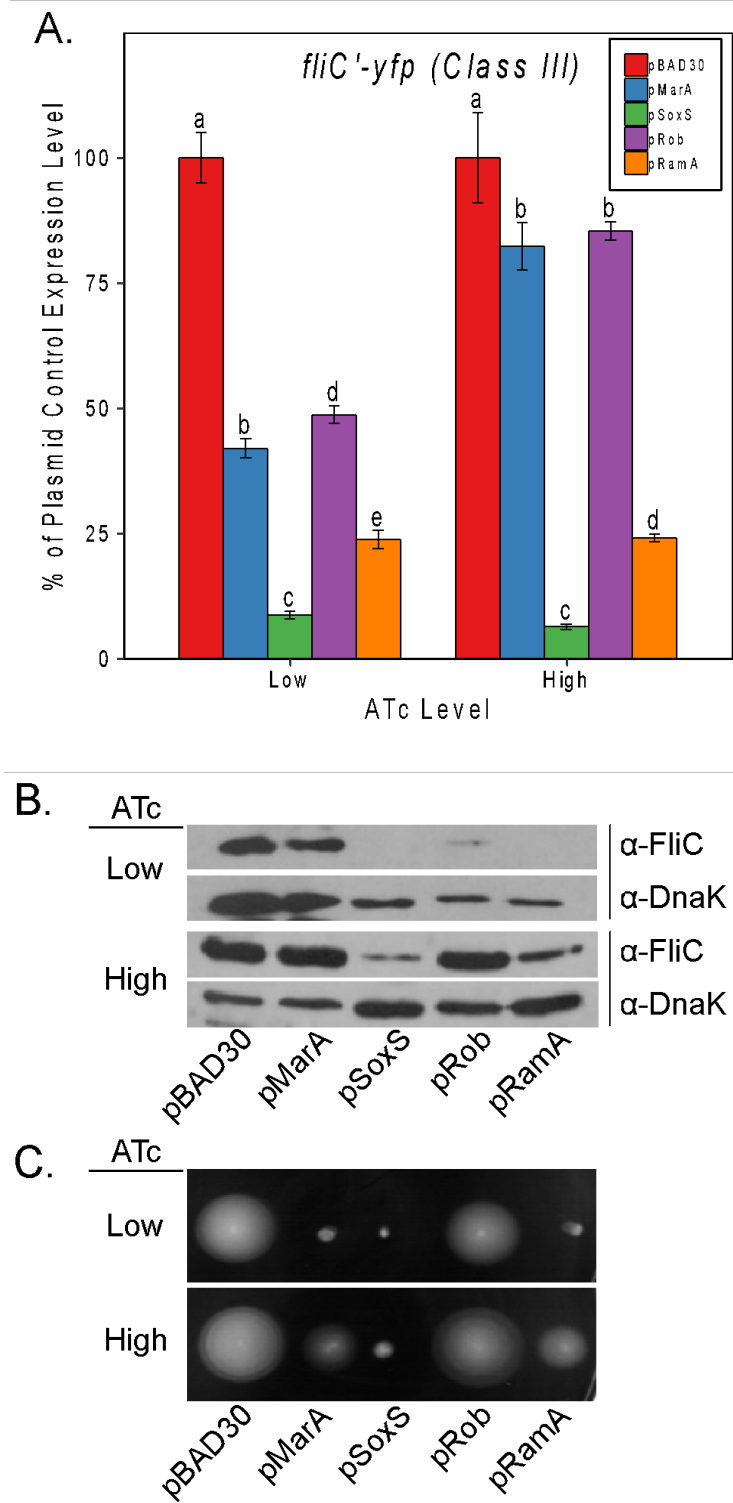 A.
fliC'-yfp (Class III)
pBAD30
pMarA
pSoxS
pRob
pRamA
% of Plasmid Control Expression Level
100
75
50
25
0
a
b
c
d
e
a
b
c
b
d
Low
High
ATc Level
B.
ATc
Low
α-FliC
α-DnaK
High
α-FliC
α-DnaK
pBAD30
pMarA
pSoxS
pRob
pRamA
C.
ATc
Low
High
pBAD30
pMarA
pSoxS
pRob
pRamA